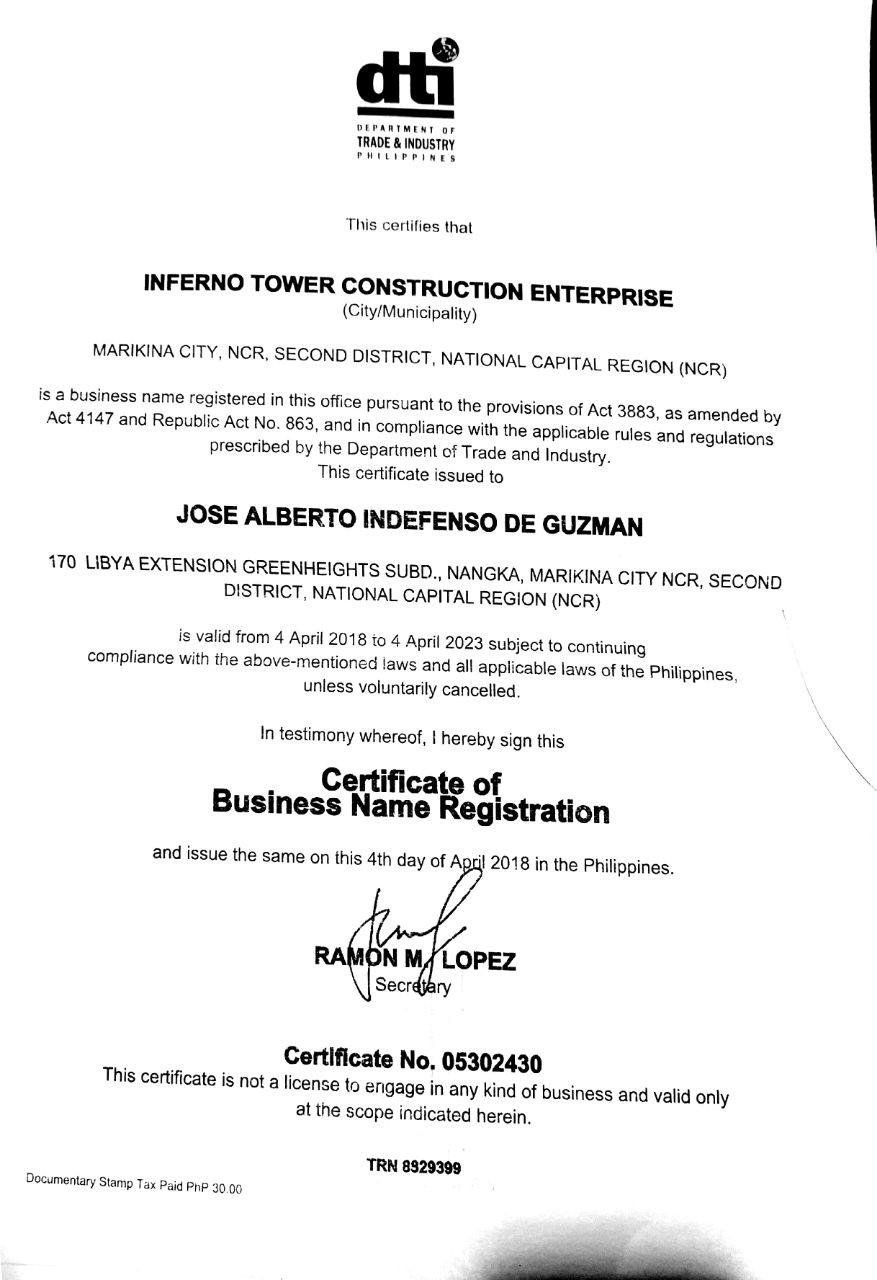 dti
DEPARTMENT OF
TRADE & INDUSTRY
PHILIPPINES
This certifies that
INFERNO TOWER CONSTRUCTION ENTERPRISE
(City/Municipality)
MARIKINA CITY, NCR, SECOND DISTRICT, NATIONAL CAPITAL REGION (NCR)
is a business name registered in this office pursuant to the provisions of Act 3883, as amended by
Act 4147 and Republic Act No. 863, and in compliance with the applicable rules and regulations
prescribed by the Department of Trade and Industry.
This certificate issued to
JOSE ALBERTO INDEFENSO DE GUZMAN
170 LIBYA EXTENSION GREENHEIGHTS SUBD., NANGKA, MARIKINA CITY NCR, SECOND
DISTRICT, NATIONAL CAPITAL REGION (NCR)
is valid from 4 April 2018 to 4 April 2023 subject to continuing
compliance with the above-mentioned laws and all applicable laws of the Philippines,
unless voluntarily cancelled.
In testimony whereof, I hereby sign this
Certificate of
Business Name Registration
and issue the same on this 4th day of April 2018 in the Philippines.
RAMON M. LOPEZ
Secretary
Certificate No. 05302430
This certificate is not a license to engage in any kind of business and valid only
at the scope indicated herein.
TRN 8929399
Documentary Stamp Tax Paid PhP 30.00